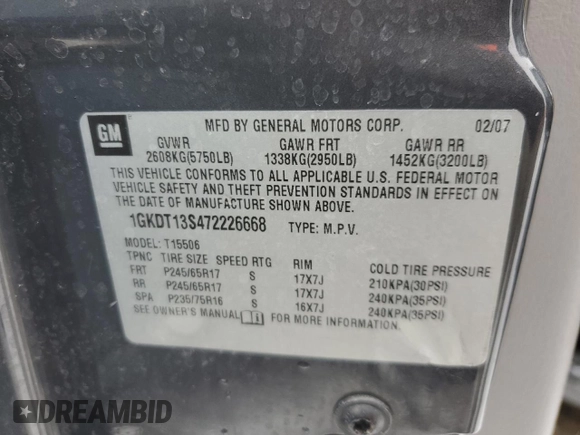 GM
MFD BY GENERAL MOTORS CORP. 02/07
GVWR GAWR FRT GAWR RR
2608KG(5750LB) 1338KG(2950LB) 1452KG(3200LB)
THIS VEHICLE CONFORMS TO ALL APPLICABLE U.S. FEDERAL MOTOR
VEHICLE SAFETY AND THEFT PREVENTION STANDARDS IN EFFECT ON
THE DATE OF MANUFACTURE SHOWN ABOVE.
1GKDT13S472226668 TYPE: M.P.V.
MODEL: T15506
TPNC TIRE SIZE SPEED RTG RIM COLD TIRE PRESSURE
FRT P245/65R17 S 17X7J 210KPA(30PSI)
RR P245/65R17 S 17X7J 240KPA(35PSI)
SPA P235/75R16 S 16X7J 240KPA(35PSI)
SEE OWNER'S MANUAL FOR MORE INFORMATION.
DREAMBID